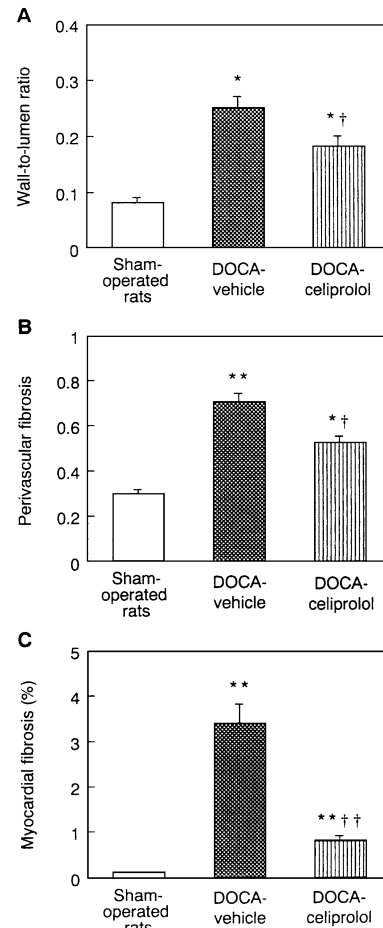 A
Wall-to-lumen ratio
0.4
0.3
0.2
0.1
0
*
* †
Sham-
operated
rats
DOCA-
vehicle
DOCA-
celiprolol
B
Perivascular fibrosis
1
0.8
0.6
0.4
0.2
0
* *
* †
Sham-
operated
rats
DOCA-
vehicle
DOCA-
celiprolol
C
Myocardial fibrosis (%)
5
4
3
2
1
0
* *
* * † †
Sham-
operated
rats
DOCA-
vehicle
DOCA-
celiprolol